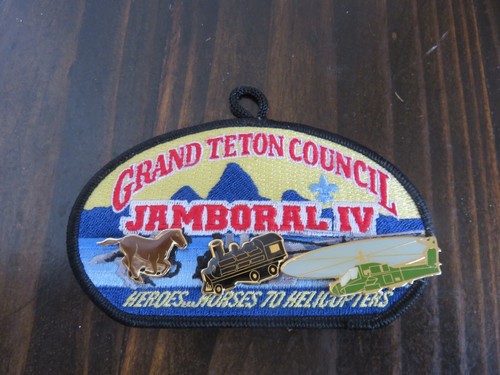 GRAND TETON COUNCIL
JAMBORAL IV
HEROES...HORSES TO HELICOPTERS